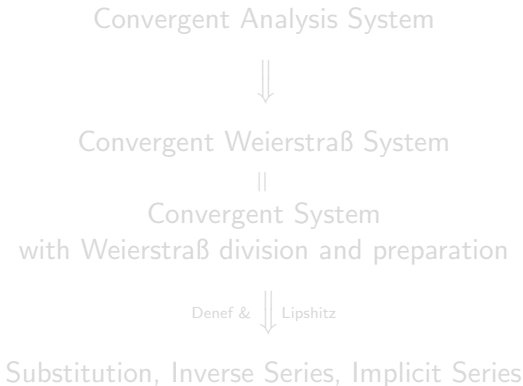 Convergent Analysis System
⇓
Convergent Weierstraß System
=
Convergent System
with Weierstraß division and preparation
Denef & ⇓ Lipshitz
Substitution, Inverse Series, Implicit Series